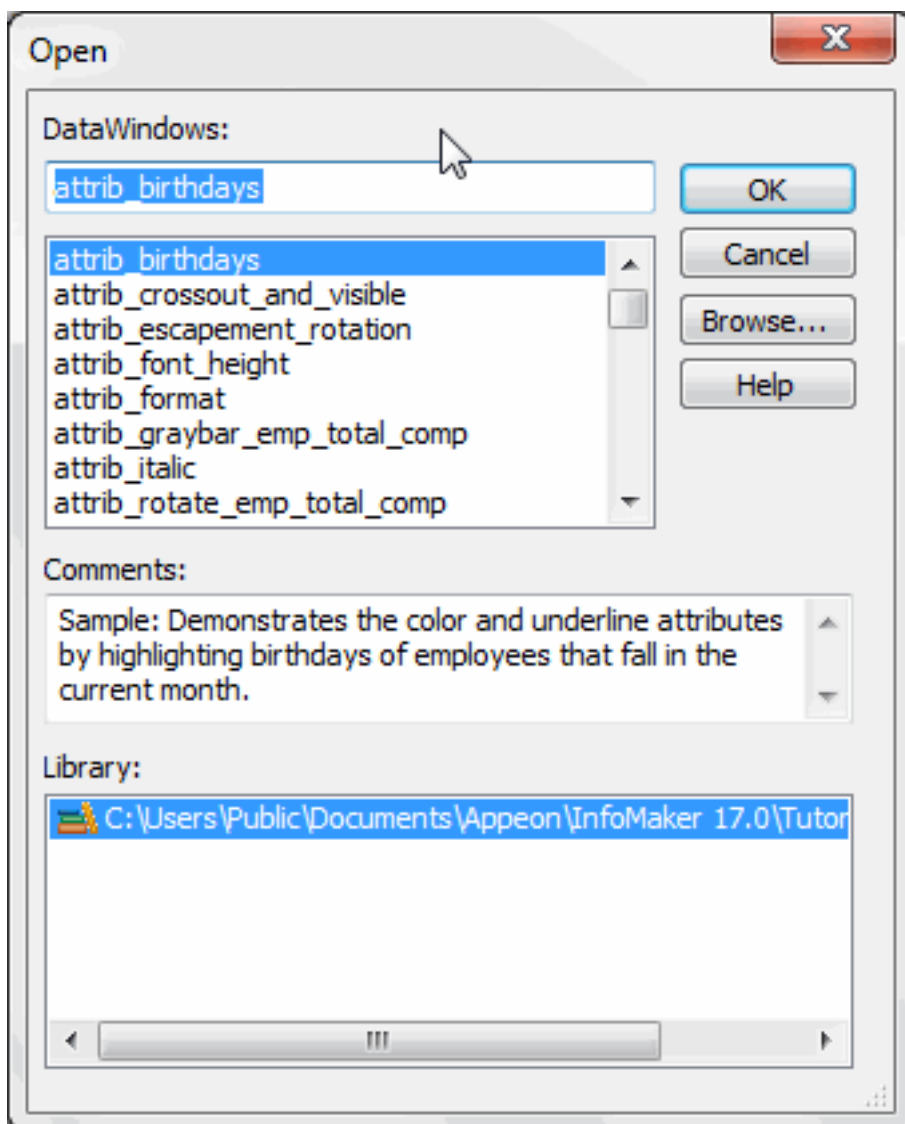 Open
DataWindows:
attrib_birthdays
OK
attrib_birthdays
attrib_crossout_and_visible
attrib_escapement_rotation
attrib_font_height
attrib_format
attrib_graybar_emp_total_comp
attrib_italic
attrib_rotate_emp_total_comp
Cancel
Browse...
Help
Comments:
Sample: Demonstrates the color and underline attributes
by highlighting birthdays of employees that fall in the
current month.
Library:
C:\Users\Public\Documents\Appeon\InfoMaker 17.0\Tutor